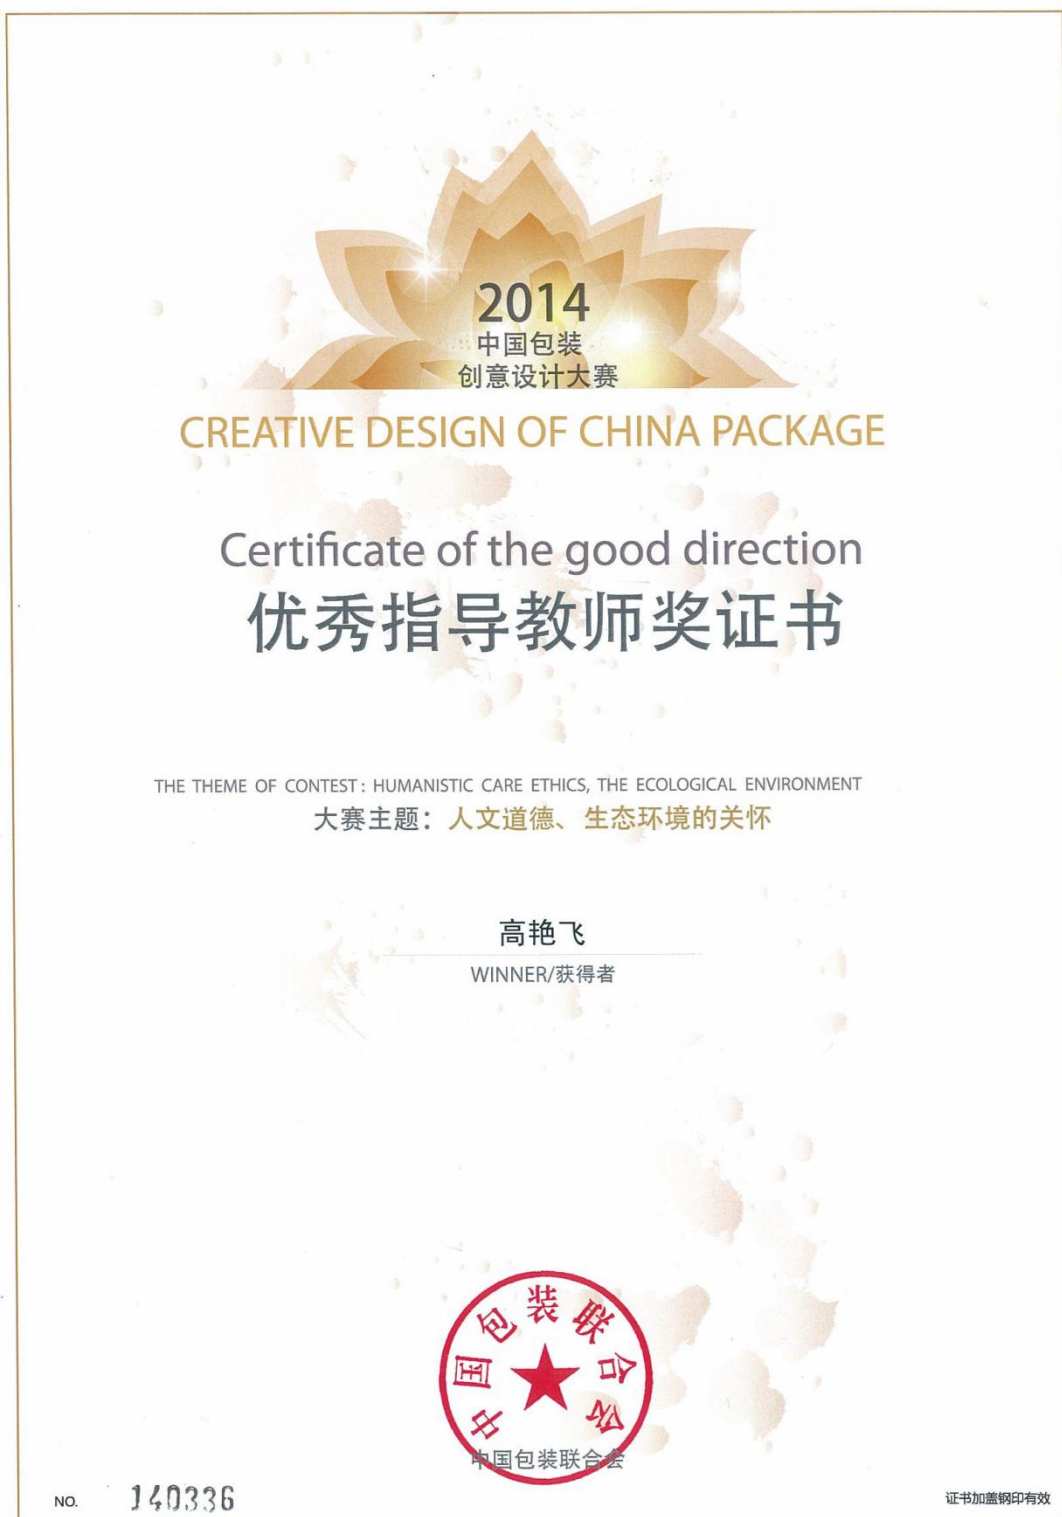 2014
中国包装
创意设计大赛
CREATIVE DESIGN OF CHINA PACKAGE
Certificate of the good direction
优秀指导教师奖证书
THE THEME OF CONTEST: HUMANISTIC CARE ETHICS, THE ECOLOGICAL ENVIRONMENT
大赛主题：人文道德、生态环境的关怀
高艳飞
WINNER/获得者
中国包装联合会
中国包装联合会
NO. 140336
证书加盖钢印有效